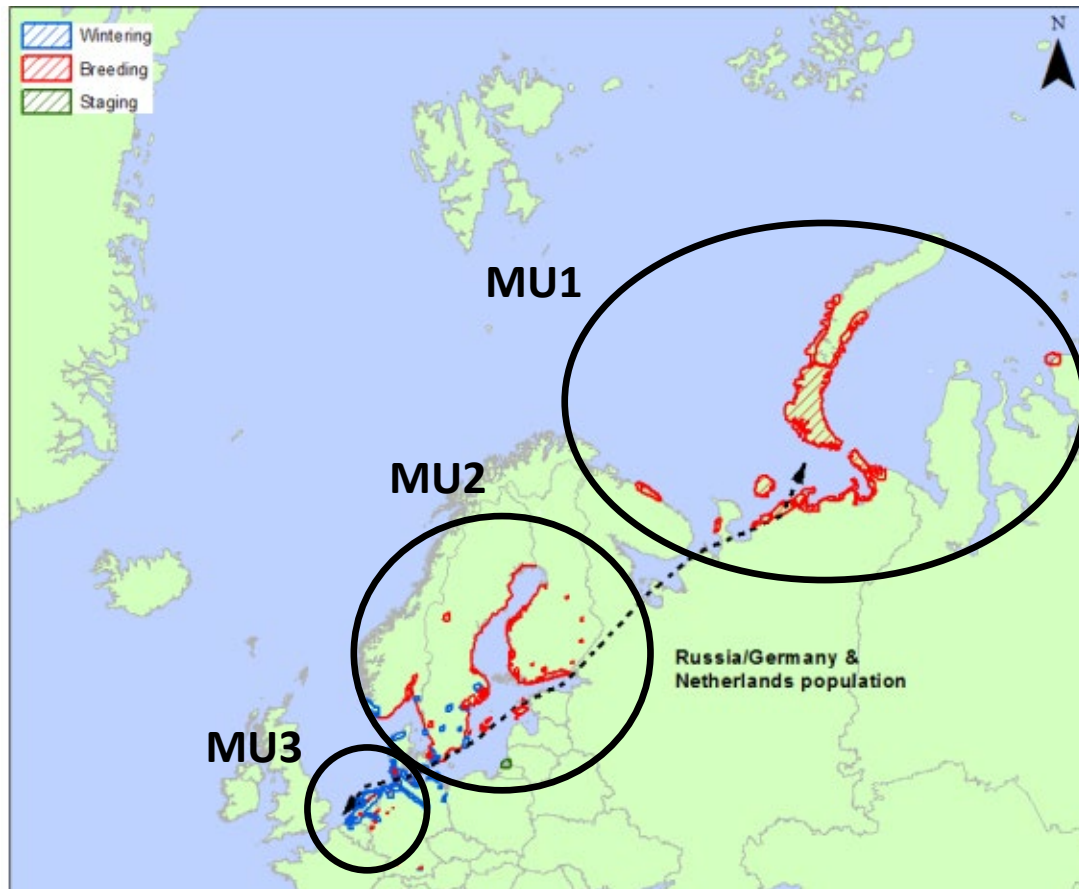 Wintering
Breeding
Staging
N
MU1
MU2
Russia/Germany &
Netherlands population
MU3